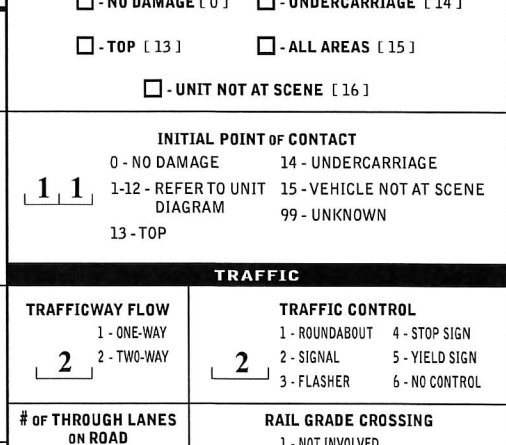 - NO DAMAGE [ 0 ] - UNDERCARRIAGE [ 14 ]
- TOP [ 13 ] - ALL AREAS [ 15 ]
- UNIT NOT AT SCENE [ 16 ]
INITIAL POINT OF CONTACT
0 - NO DAMAGE 14 - UNDERCARRIAGE
1 1 1-12 - REFER TO UNIT 15 - VEHICLE NOT AT SCENE
DIAGRAM 99 - UNKNOWN
13 - TOP
TRAFFIC
TRAFFICWAY FLOW
1 - ONE-WAY
2 2 - TWO-WAY
TRAFFIC CONTROL
1 - ROUNDABOUT 4 - STOP SIGN
2 2 - SIGNAL 5 - YIELD SIGN
3 - FLASHER 6 - NO CONTROL
# OF THROUGH LANES
ON ROAD
RAIL GRADE CROSSING
1 - NOT INVOLVED